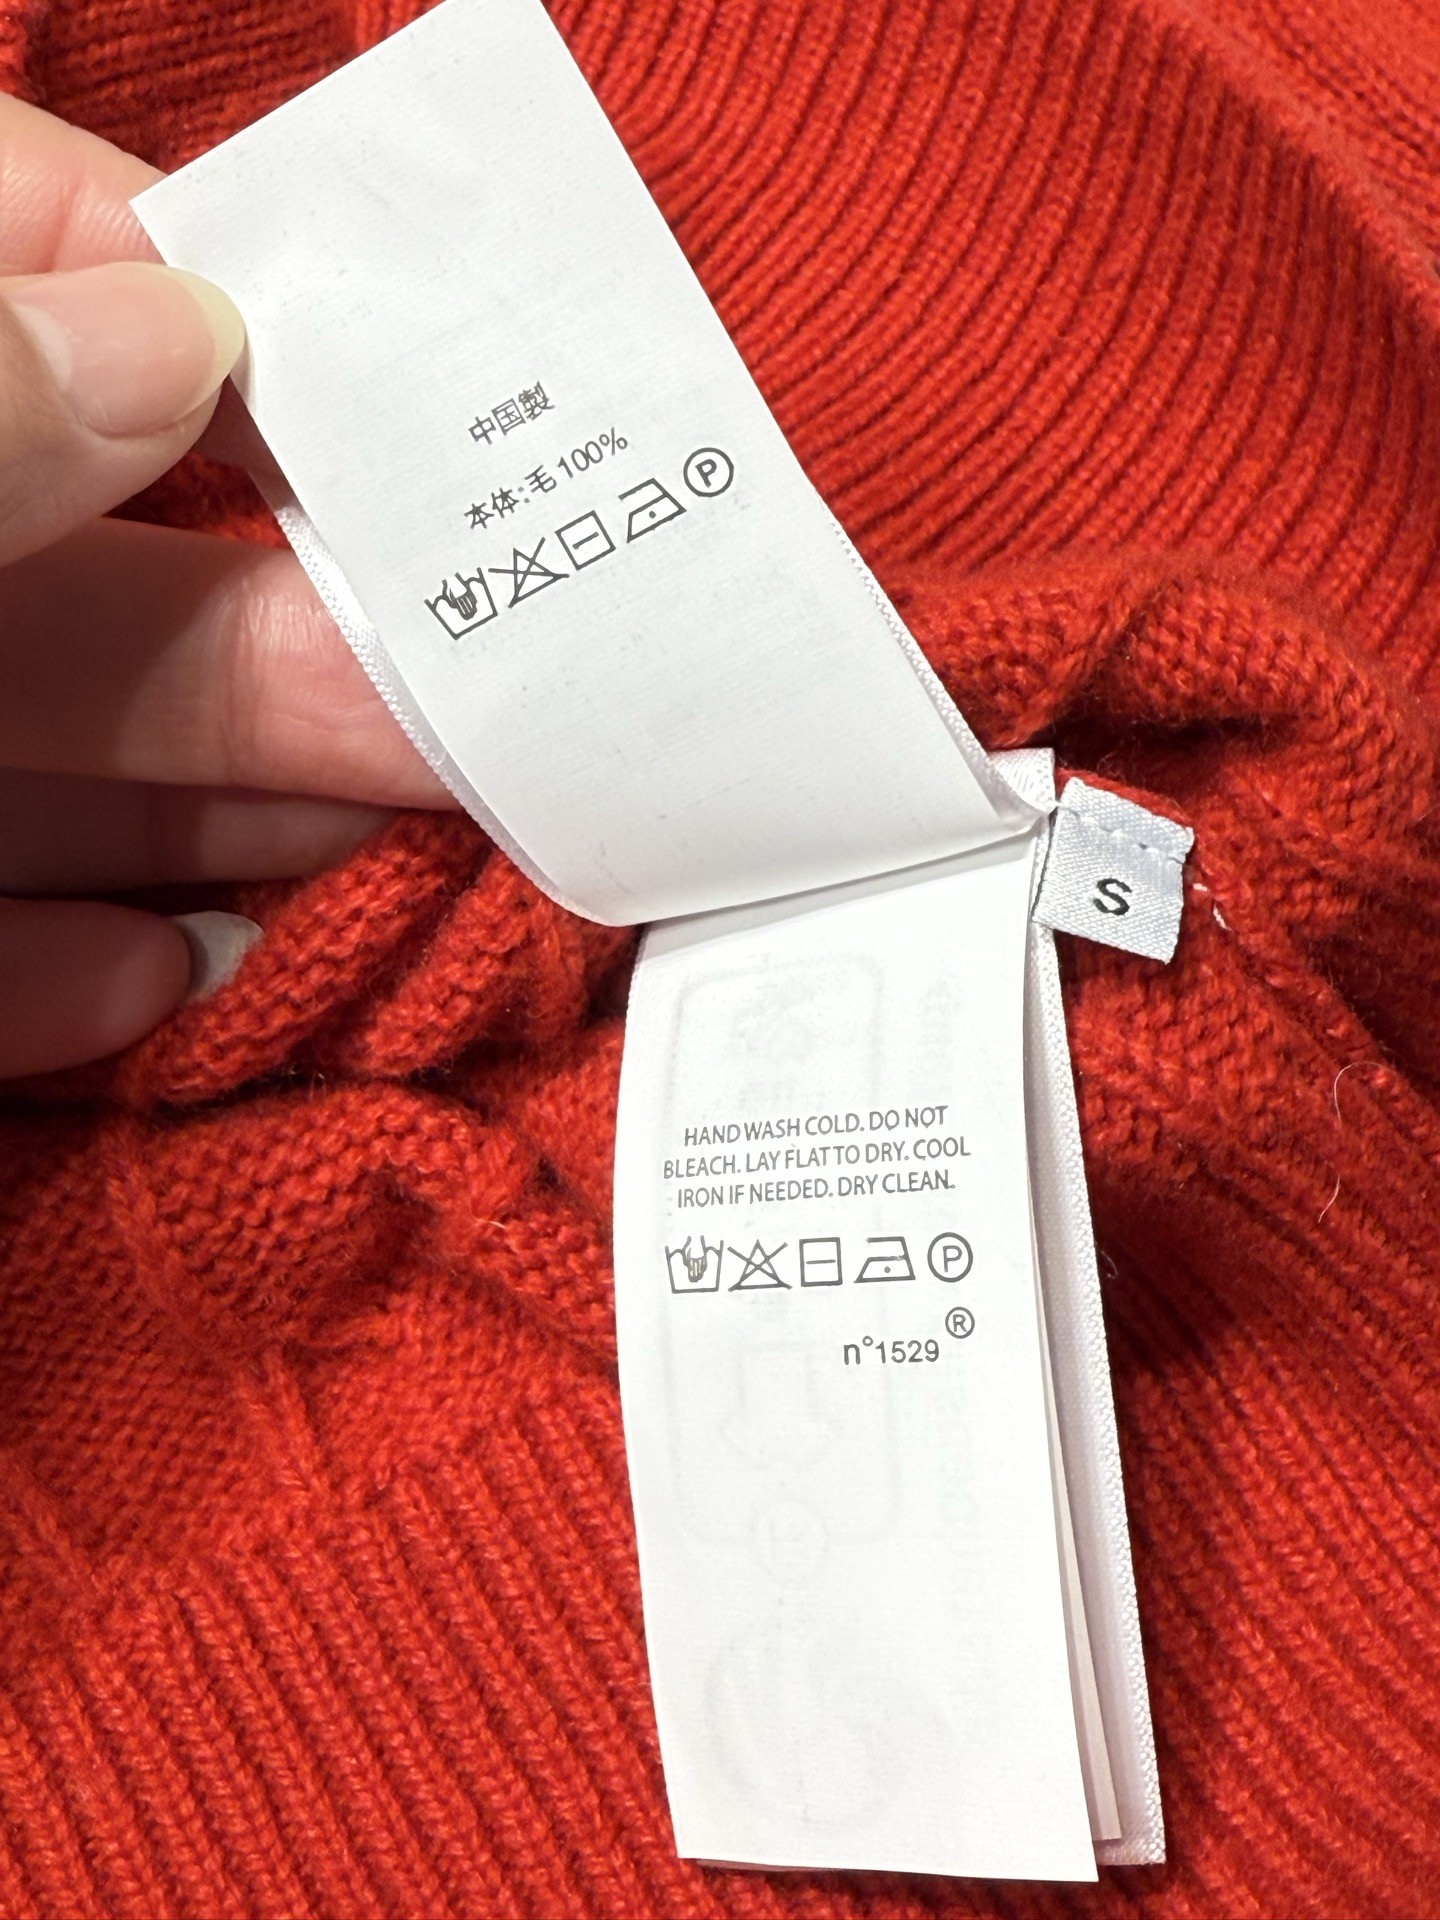 中国製
本体:毛 100%
P
S
HAND WASH COLD. DO NOT
BLEACH. LAY FLAT TO DRY. COOL
IRON IF NEEDED. DRY CLEAN.
P
n°1529®